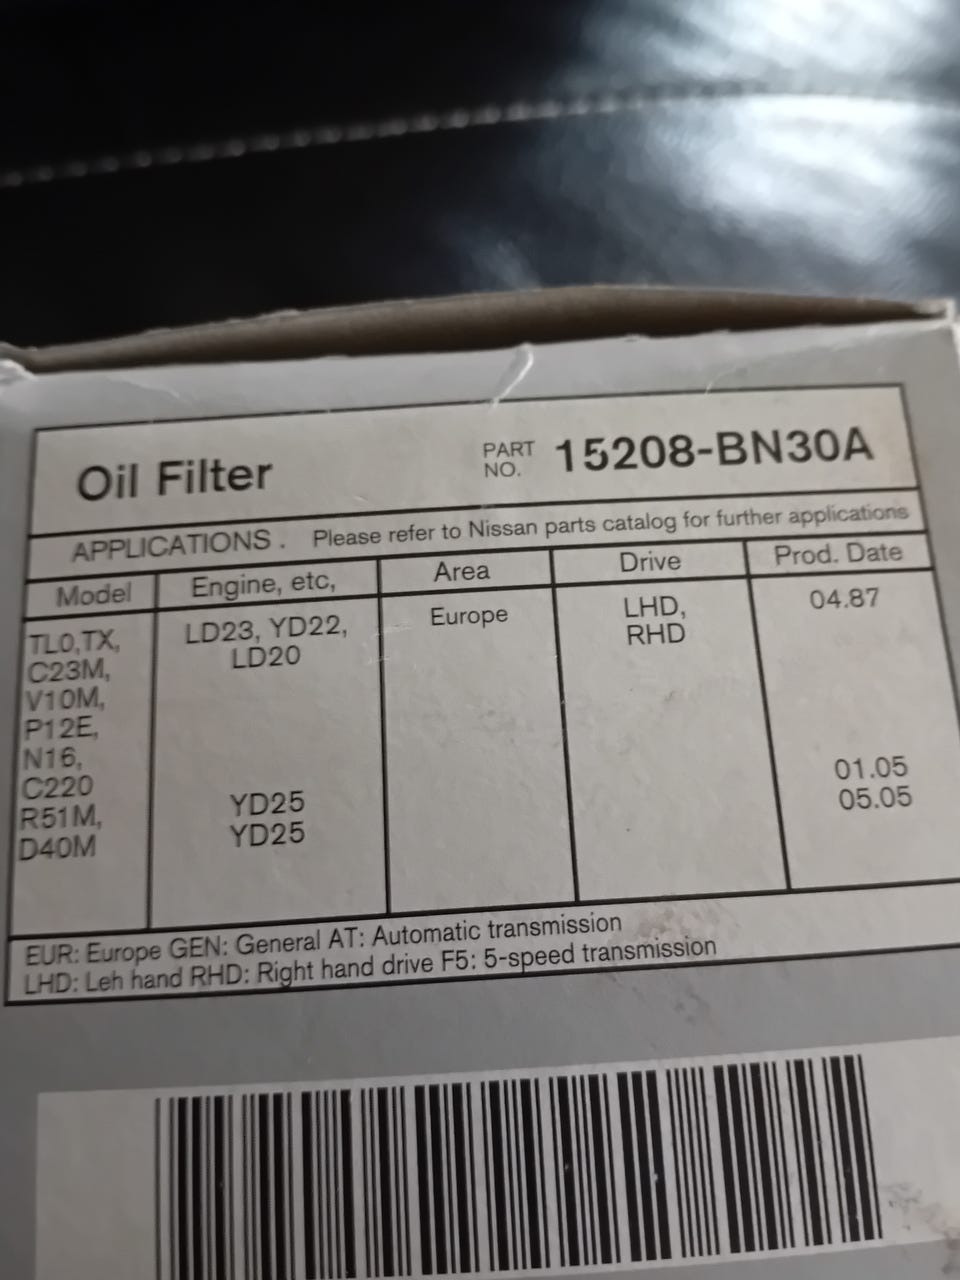 Oil Filter PART NO. 15208-BN30A
APPLICATIONS . Please refer to Nissan parts catalog for further applications
Model Engine, etc, Area Drive Prod. Date
TL0,TX, LD23, YD22, Europe LHD, 04.87
C23M, LD20 RHD
V10M,
P12E,
N16,
C220 01.05
R51M, YD25 05.05
D40M YD25
EUR: Europe GEN: General AT: Automatic transmission
LHD: Leh hand RHD: Right hand drive F5: 5-speed transmission